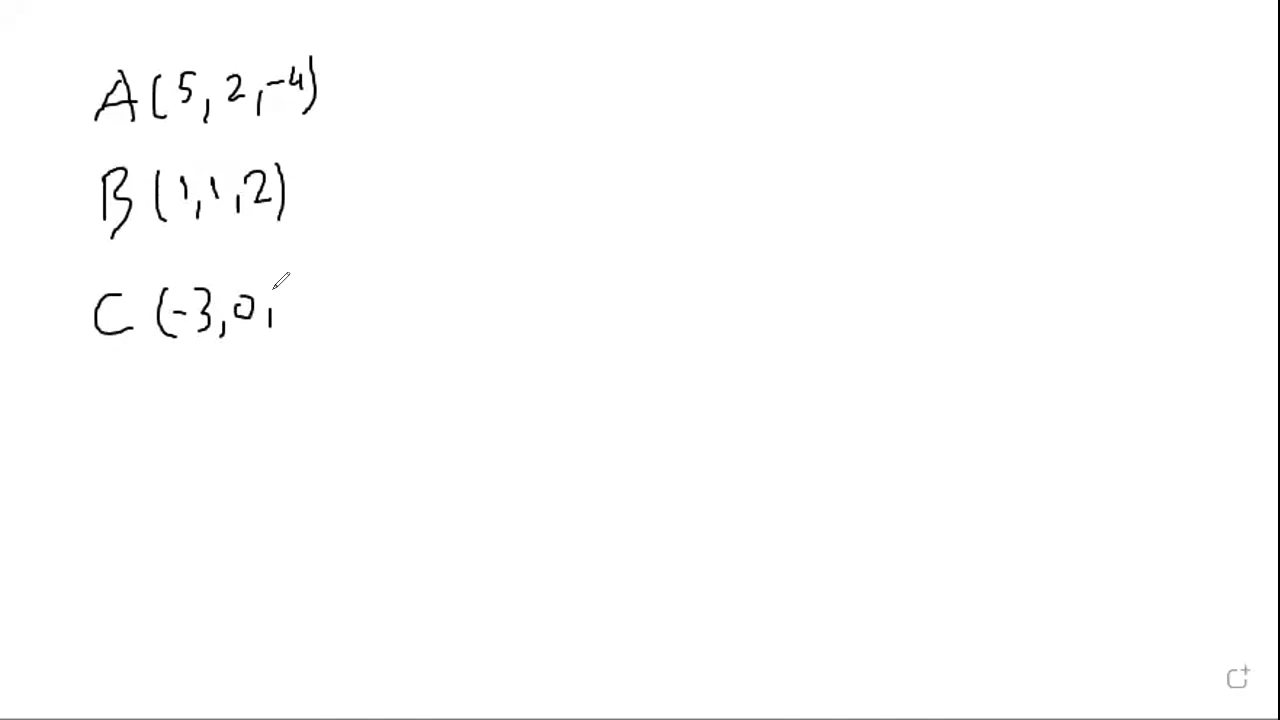 A(5, 2, -4)
B(1, 1, 2)
C(-3, 0,